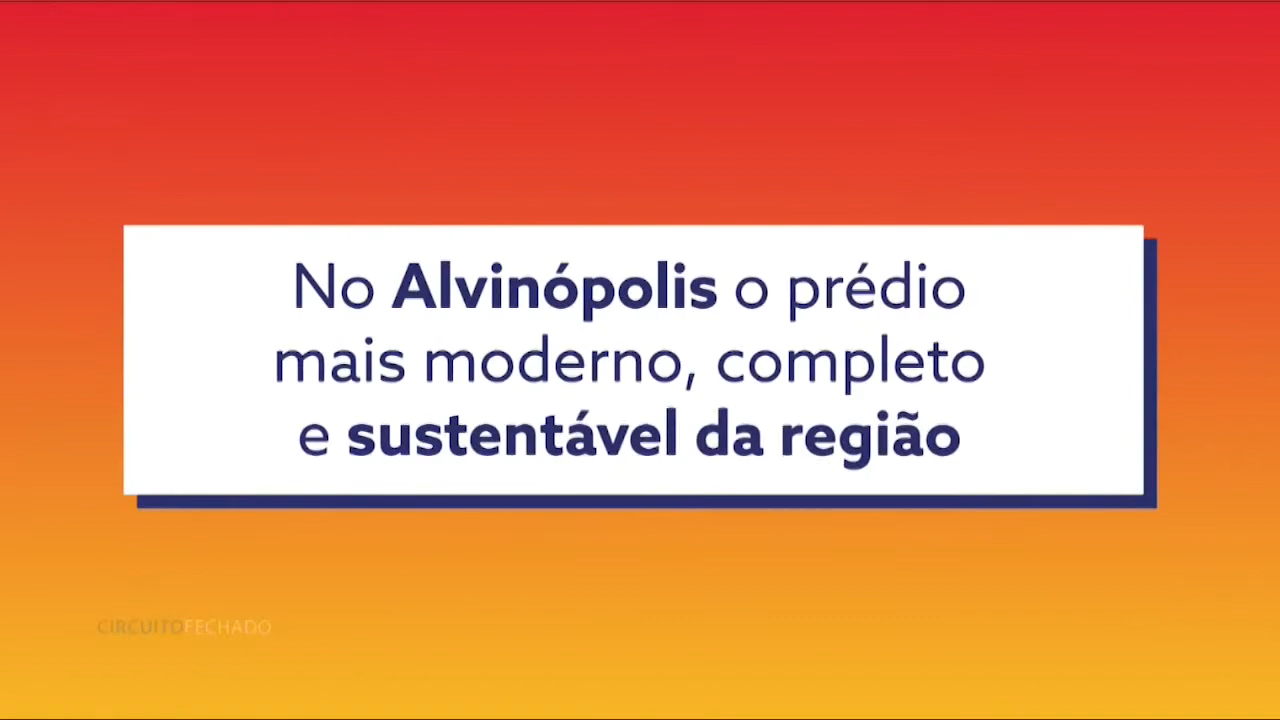 No Alvinópolis o prédio
mais moderno, completo
e sustentável da região
CIRCUITOFECHADO